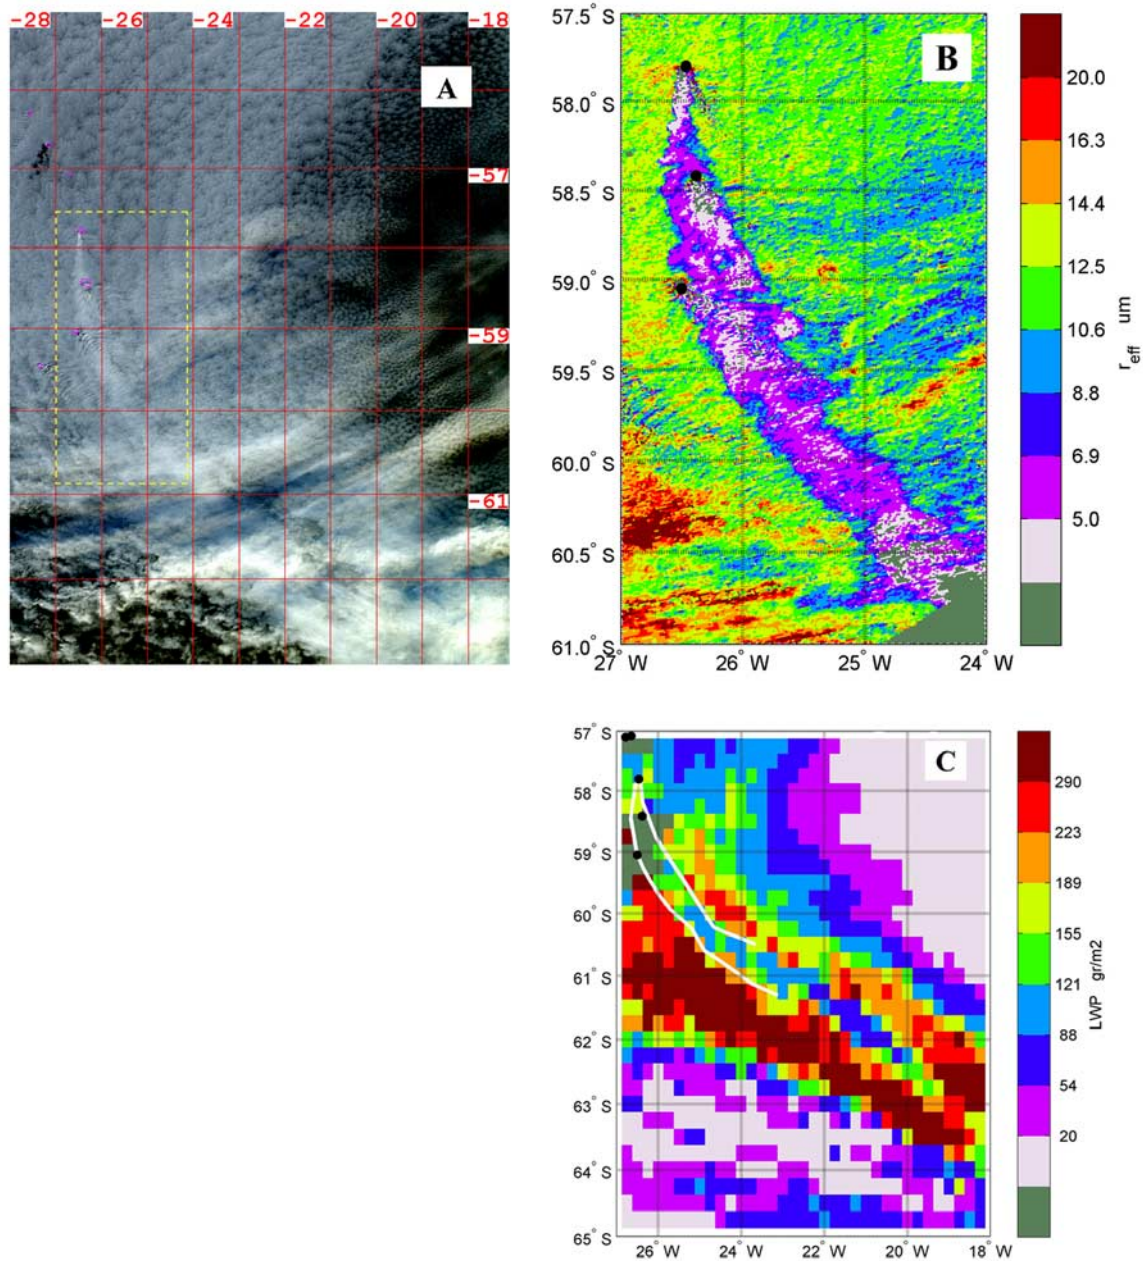 -28 -26 -24 -22 -20 -18
A
-57
-59
-61
B
57.5° S
58.0° S
58.5° S
59.0° S
59.5° S
60.0° S
60.5° S
61.0° S
27° W 26° W 25° W 24° W
20.0
16.3
14.4
12.5
10.6
8.8
6.9
5.0
r eff um
C
57° S
58° S
59° S
60° S
61° S
62° S
63° S
64° S
65° S
26° W 24° W 22° W 20° W 18° W
290
223
189
155
121
88
54
20
LWP gr/m2